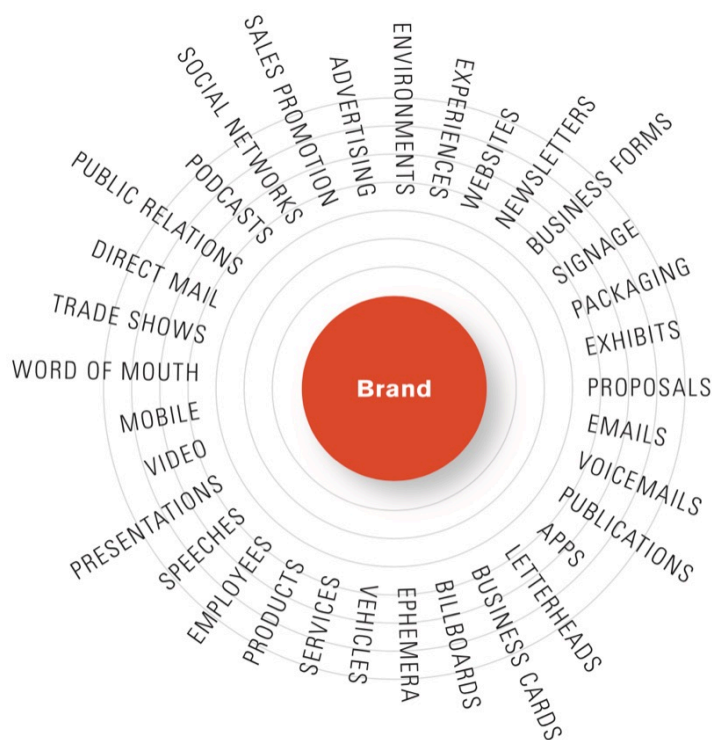 ENVIRONMENTS
EXPERIENCES
WEBSITES
NEWSLETTERS
BUSINESS FORMS
SIGNAGE
PACKAGING
EXHIBITS
PROPOSALS
EMAILS
VOICEMAILS
PUBLICATIONS
APPS
LETTERHEADS
BUSINESS CARDS
BILLBOARDS
EPHEMERA
VEHICLES
SERVICES
PRODUCTS
EMPLOYEES
SPEECHES
PRESENTATIONS
VIDEO
MOBILE
WORD OF MOUTH
TRADE SHOWS
DIRECT MAIL
PUBLIC RELATIONS
PODCASTS
SOCIAL NETWORKS
SALES PROMOTION
ADVERTISING
Brand